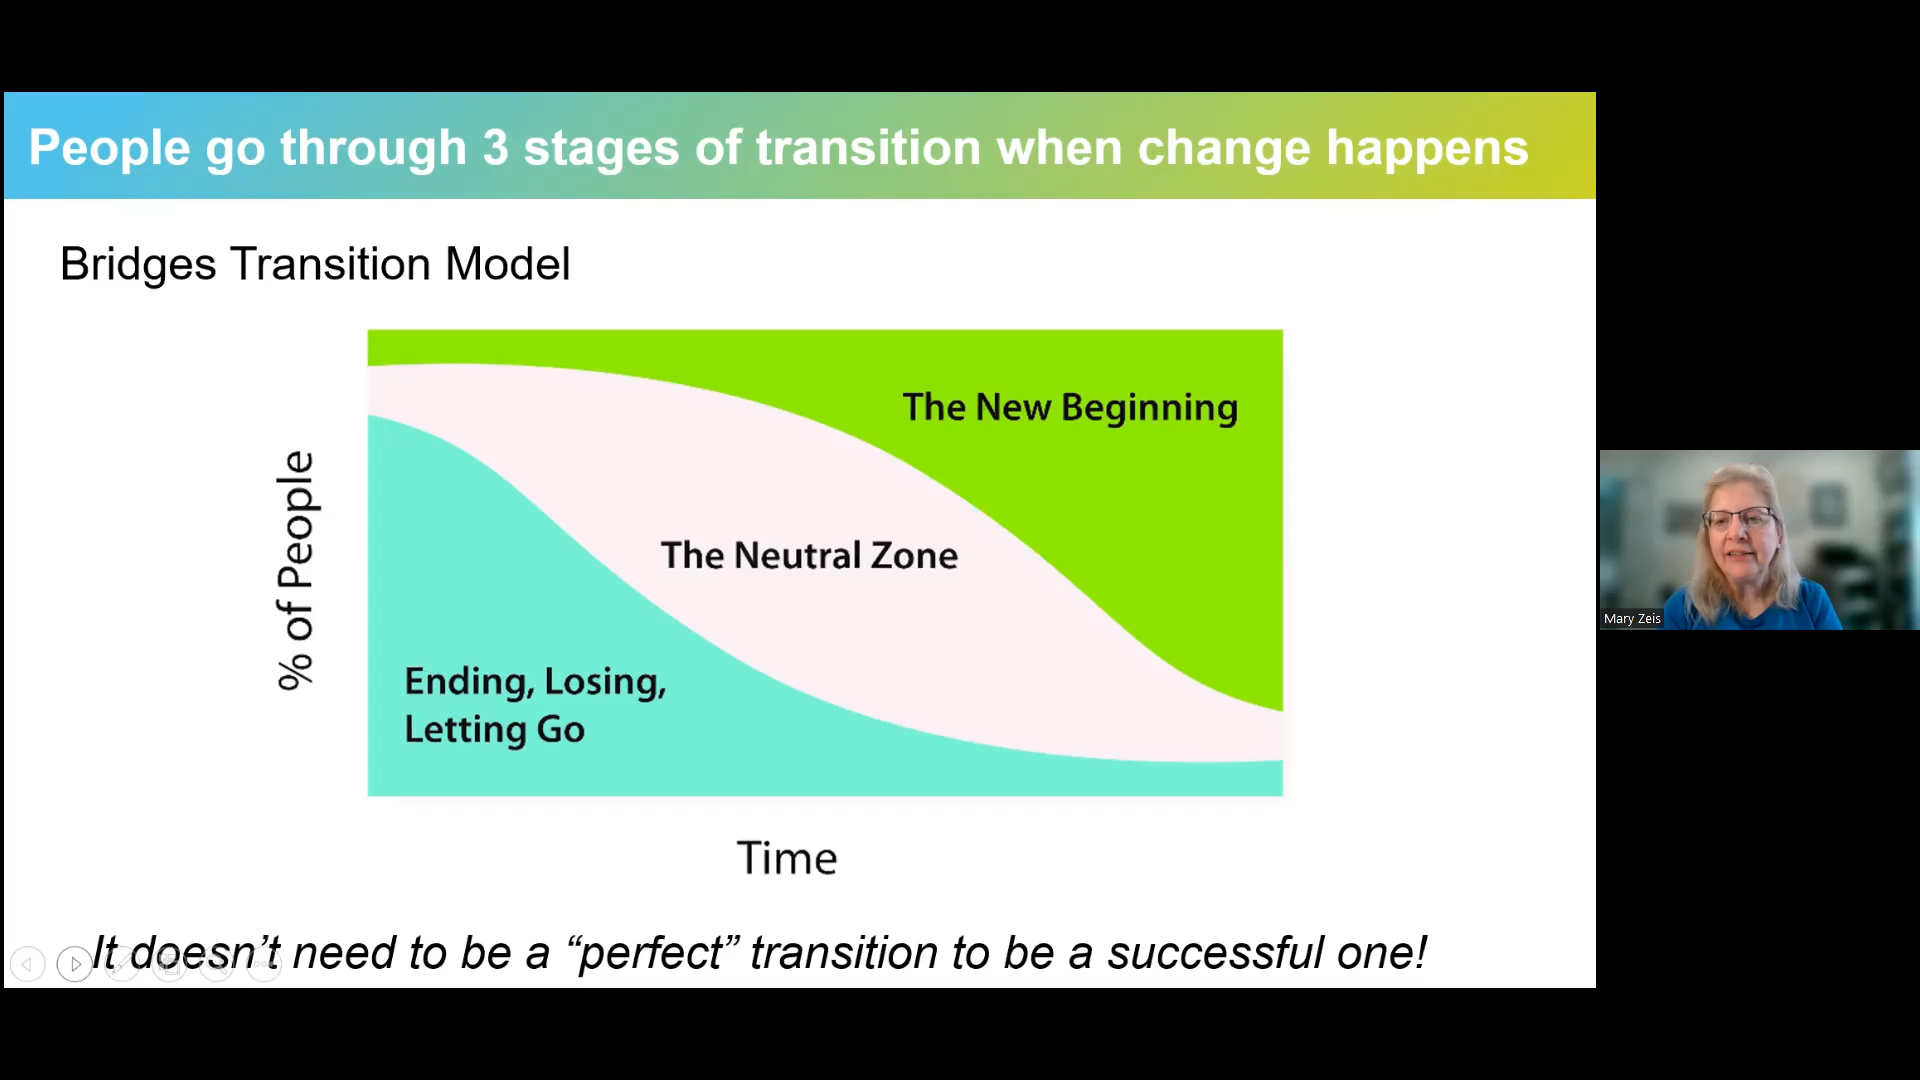 People go through 3 stages of transition when change happens
Bridges Transition Model
The New Beginning
The Neutral Zone
% of People
Ending, Losing,
Letting Go
Time
It doesn’t need to be a “perfect” transition to be a successful one!
Mary Zeis